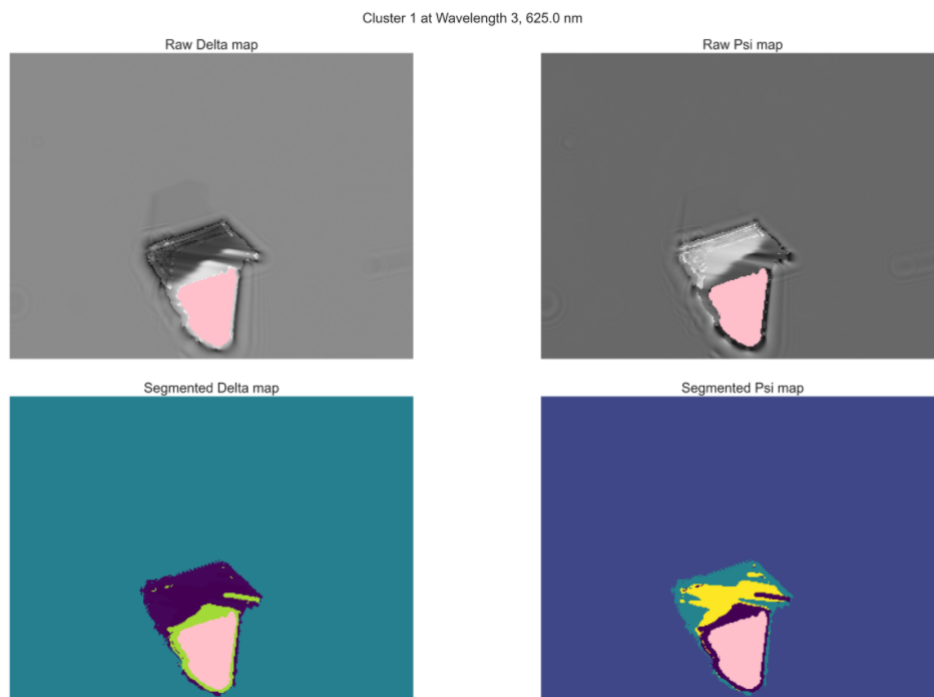 Cluster 1 at Wavelength 3, 625.0 nm
Raw Delta map
Raw Psi map
Segmented Delta map
Segmented Psi map